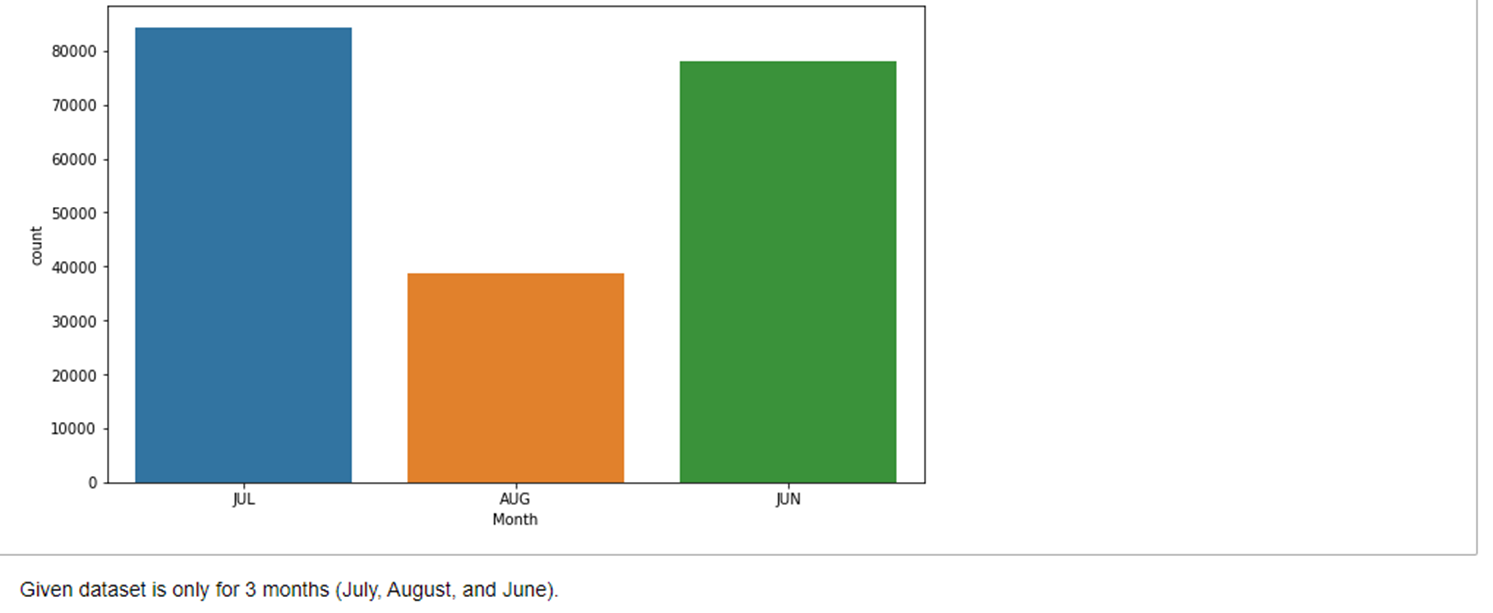 80000
70000
60000
50000
40000
30000
20000
10000
0
count
JUL AUG JUN
Month
Given dataset is only for 3 months (July, August, and June).